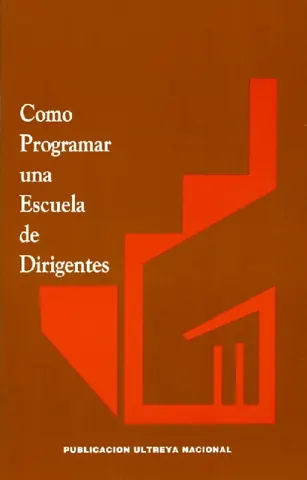 Como
Programar
una
Escuela
de
Dirigentes
PUBLICACION ULTREYA NACIONAL